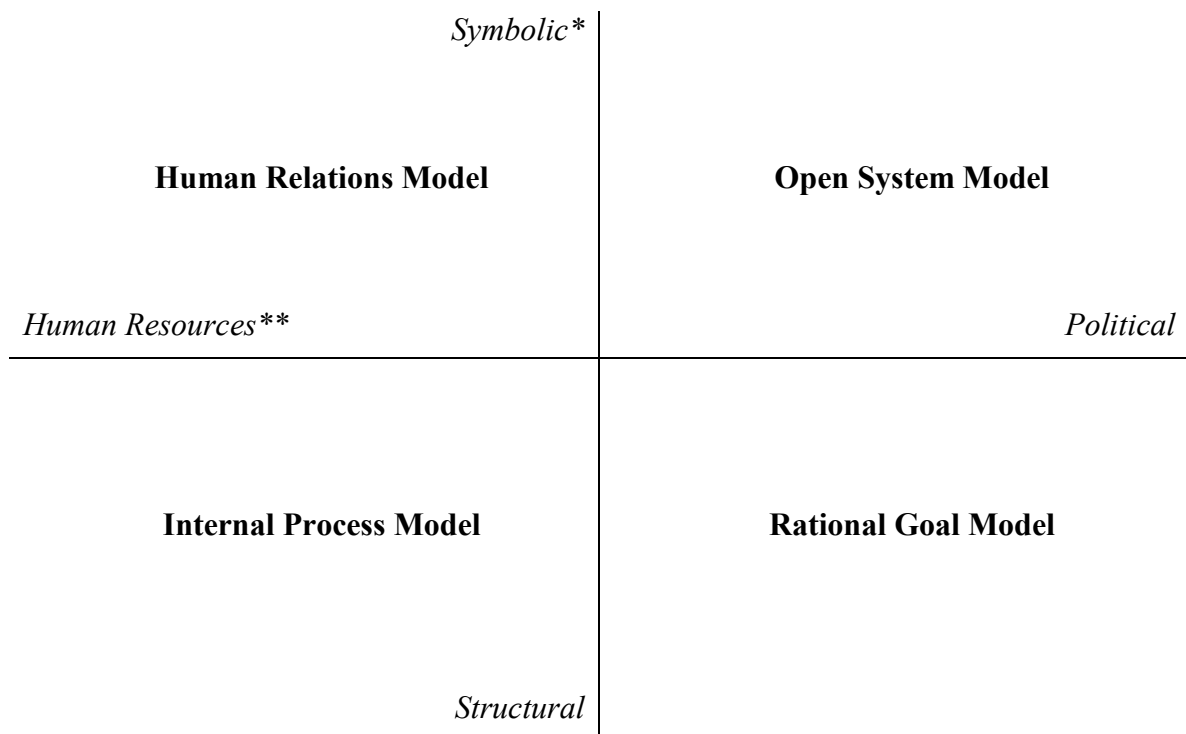 Symbolic*
Human Relations Model
Open System Model
Human Resources**
Political
Internal Process Model
Rational Goal Model
Structural